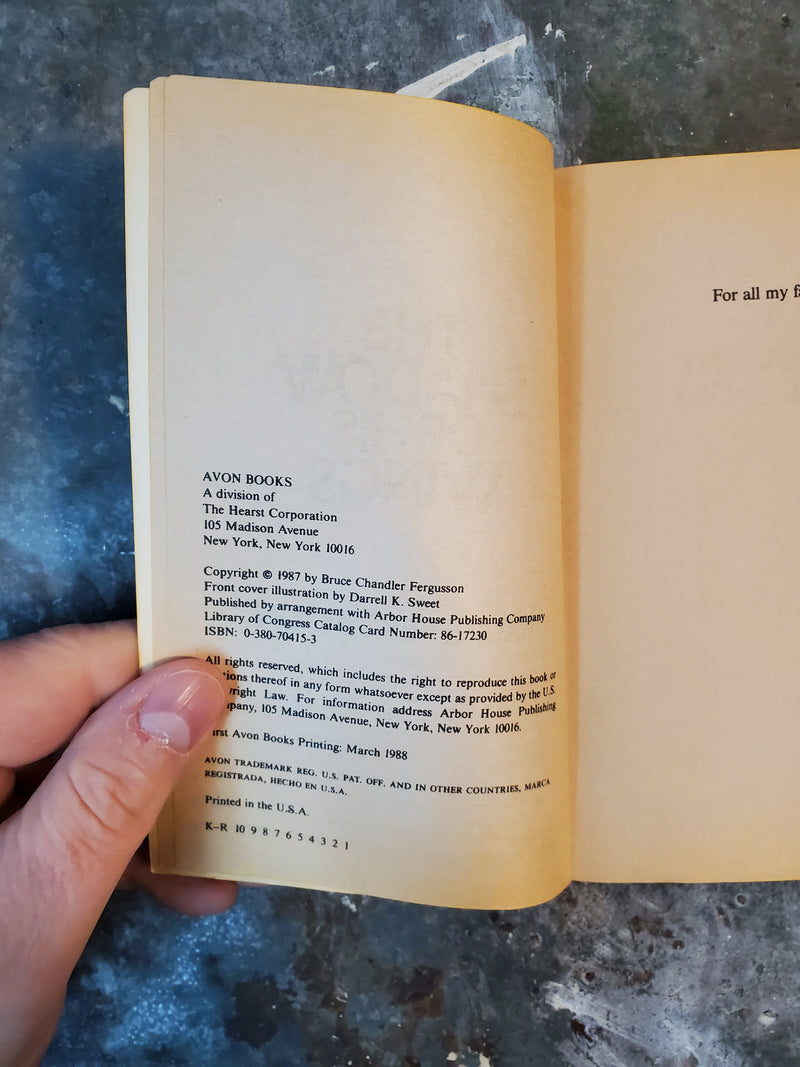 AVON BOOKS
A division of
The Hearst Corporation
105 Madison Avenue
New York, New York 10016
Copyright © 1987 by Bruce Chandler Fergusson
Front cover illustration by Darrell K. Sweet
Published by arrangement with Arbor House Publishing Company
Library of Congress Catalog Card Number: 86-17230
ISBN: 0-380-70415-3
All rights reserved, which includes the right to reproduce this book or
thereof in any form whatsoever except as provided by the U.S.
Law. For information address Arbor House Publishing
105 Madison Avenue, New York, New York 10016.
Avon Books Printing: March 1988
AVON TRADEMARK REG. U.S. PAT. OFF. AND IN OTHER COUNTRIES, MARCA
REGISTRADA, HECHO EN U.S.A.
Printed in the U.S.A.
K–R 10 9 8 7 6 5 4 3 2 1
For all my